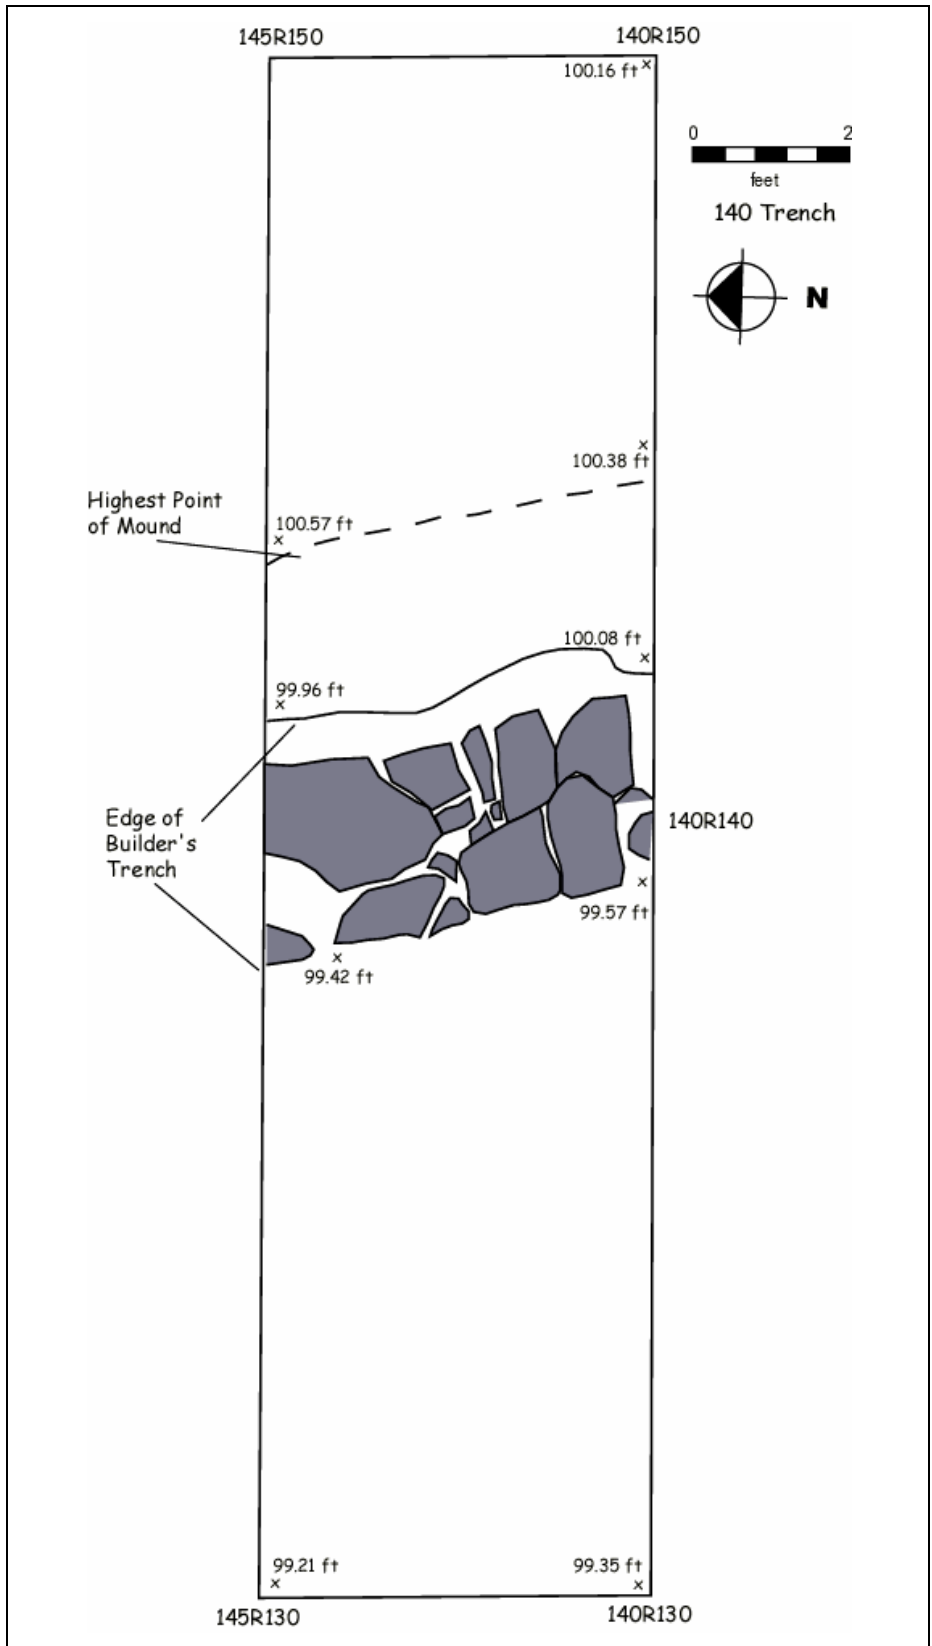 145R150
140R150
100.16 ft
0 2
feet
140 Trench
N
100.38 ft
Highest Point
of Mound
100.57 ft
100.08 ft
99.96 ft
Edge of
Builder's
Trench
140R140
99.57 ft
99.42 ft
99.21 ft
99.35 ft
145R130
140R130